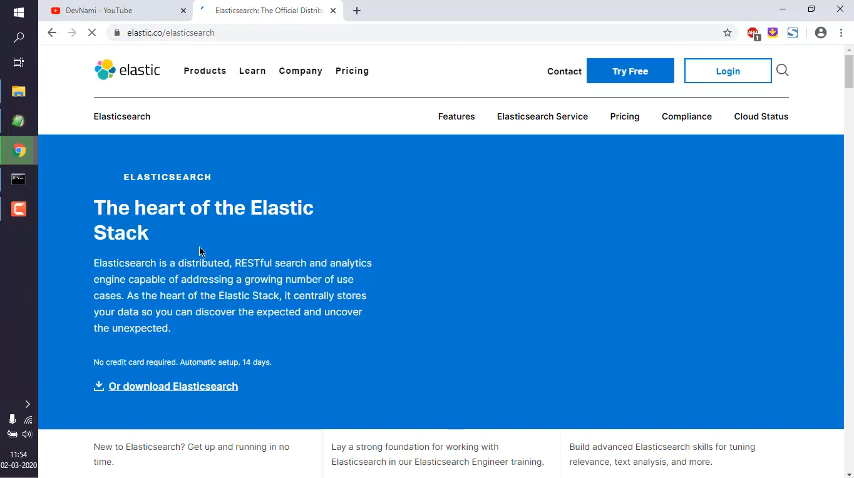 DevNami - YouTube
Elasticsearch: The Official Distrib
elastic.co/elasticsearch
1
elastic
Products Learn Company Pricing
Contact Try Free Login
Elasticsearch
Features Elasticsearch Service Pricing Compliance Cloud Status
ELASTICSEARCH
The heart of the Elastic
Stack
Elasticsearch is a distributed, RESTful search and analytics
engine capable of addressing a growing number of use
cases. As the heart of the Elastic Stack, it centrally stores
your data so you can discover the expected and uncover
the unexpected.
No credit card required. Automatic setup. 14 days.
Or download Elasticsearch
New to Elasticsearch? Get up and running in no
time.
Lay a strong foundation for working with
Elasticsearch in our Elasticsearch Engineer training.
Build advanced Elasticsearch skills for tuning
relevance, text analysis, and more.
11:54
02-03-2020